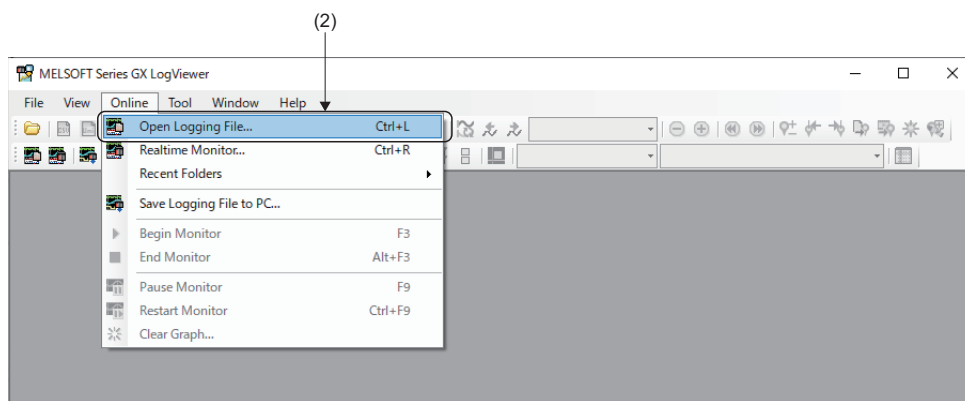 (2)
MELSOFT Series GX LogViewer
File View Online Tool Window Help
Open Logging File... Ctrl+L
Realtime Monitor... Ctrl+R
Recent Folders
Save Logging File to PC...
Begin Monitor F3
End Monitor Alt+F3
Pause Monitor F9
Restart Monitor Ctrl+F9
Clear Graph...